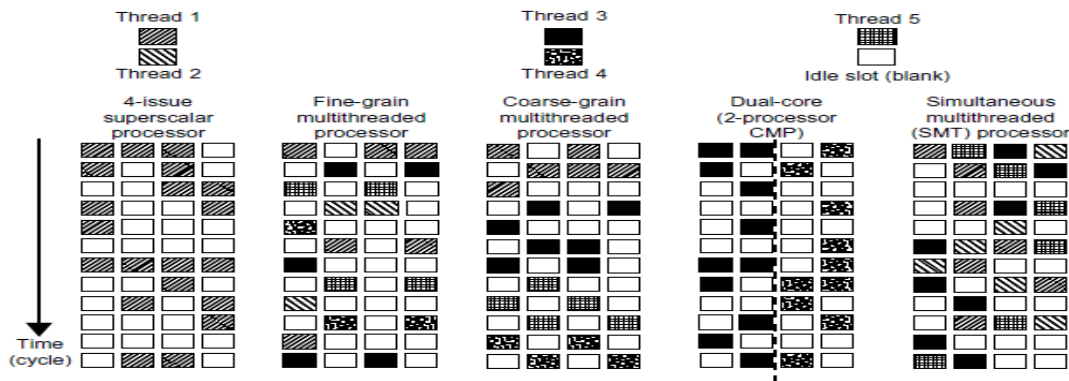 Thread 1
Thread 2
Thread 3
Thread 4
Thread 5
Idle slot (blank)
4-issue
superscalar
processor
Fine-grain
multithreaded
processor
Coarse-grain
multithreaded
processor
Dual-core
(2-processor
CMP)
Simultaneous
multithreaded
(SMT) processor
Time
(cycle)